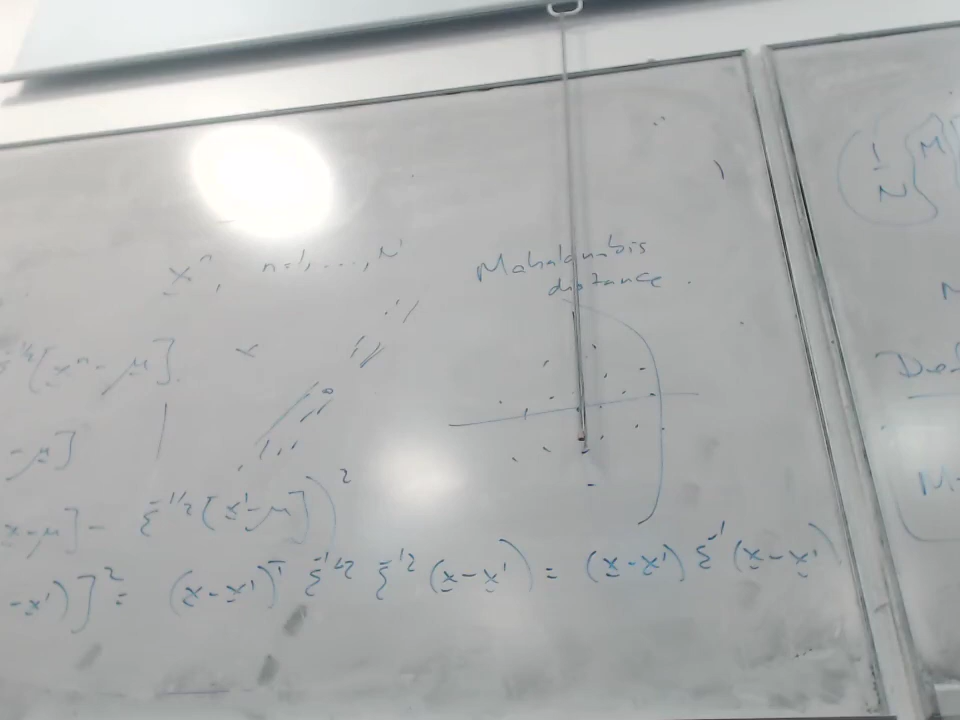 x^n, n=1,...,N
Mahalanobis
distance.
Σ^{-1/2}[x^n - μ].
- μ]
x-μ] - Σ^{-1/2}[x' - μ])^2
-x')]^2 = (x-x')^T Σ^{-1/2} Σ^{-1/2} (x-x') = (x-x') Σ^{-1} (x-x')
1/N { M